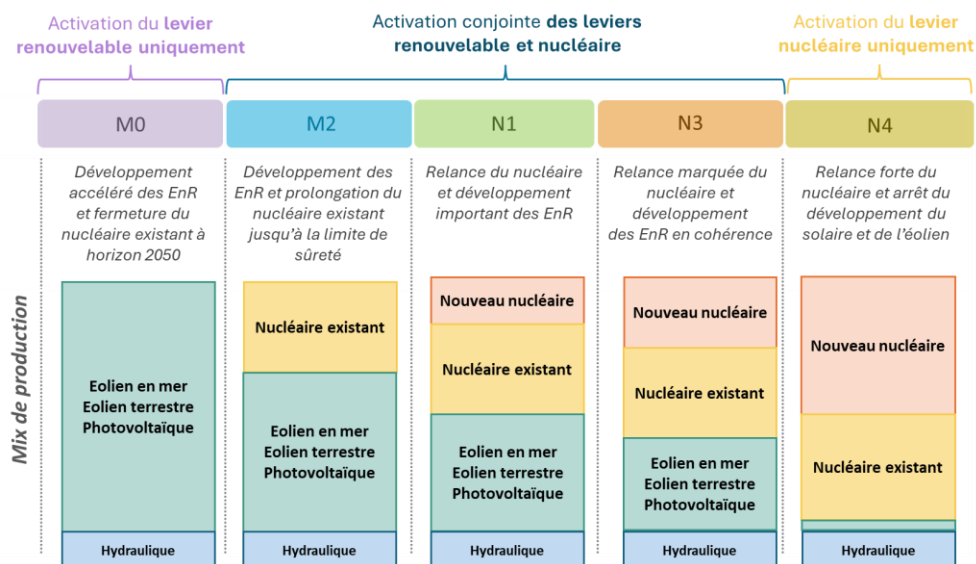 Activation du levier
renouvelable uniquement
Activation conjointe des leviers
renouvelable et nucléaire
Activation du levier
nucléaire uniquement
M0
M2
N1
N3
N4
Développement
accéléré des EnR
et fermeture du
nucléaire existant à
horizon 2050
Développement des
EnR et prolongation du
nucléaire existant
jusqu’à la limite de
sûreté
Relance du nucléaire
et développement
important des EnR
Relance marquée du
nucléaire et
développement
des EnR en cohérence
Relance forte du
nucléaire et arrêt du
développement du
solaire et de l’éolien
Mix de production
Eolien en mer
Eolien terrestre
Photovoltaïque
Hydraulique
Nucléaire existant
Eolien en mer
Eolien terrestre
Photovoltaïque
Hydraulique
Nouveau nucléaire
Nucléaire existant
Eolien en mer
Eolien terrestre
Photovoltaïque
Hydraulique
Nouveau nucléaire
Nucléaire existant
Eolien en mer
Eolien terrestre
Photovoltaïque
Hydraulique
Nouveau nucléaire
Nucléaire existant
Hydraulique